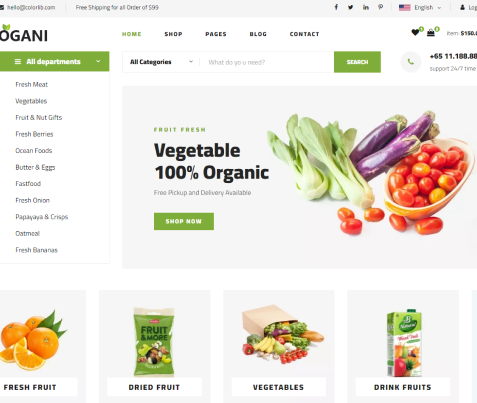 hello@colorlib.com
Free Shipping for all Order of $99
English
OGANI
HOME
SHOP
PAGES
BLOG
CONTACT
item: $150.
All departments
All Categories
What do yo u need?
SEARCH
+65 11.188.88
support 24/7 time
Fresh Meat
Vegetables
Fruit & Nut Gifts
Fresh Berries
Ocean Foods
Butter & Eggs
Fastfood
Fresh Onion
Papayaya & Crisps
Oatmeal
Fresh Bananas
FRUIT FRESH
Vegetable
100% Organic
Free Pickup and Delivery Available
SHOP NOW
FRUIT
&MORE
FRESH FRUIT
DRIED FRUIT
VEGETABLES
DRINK FRUITS